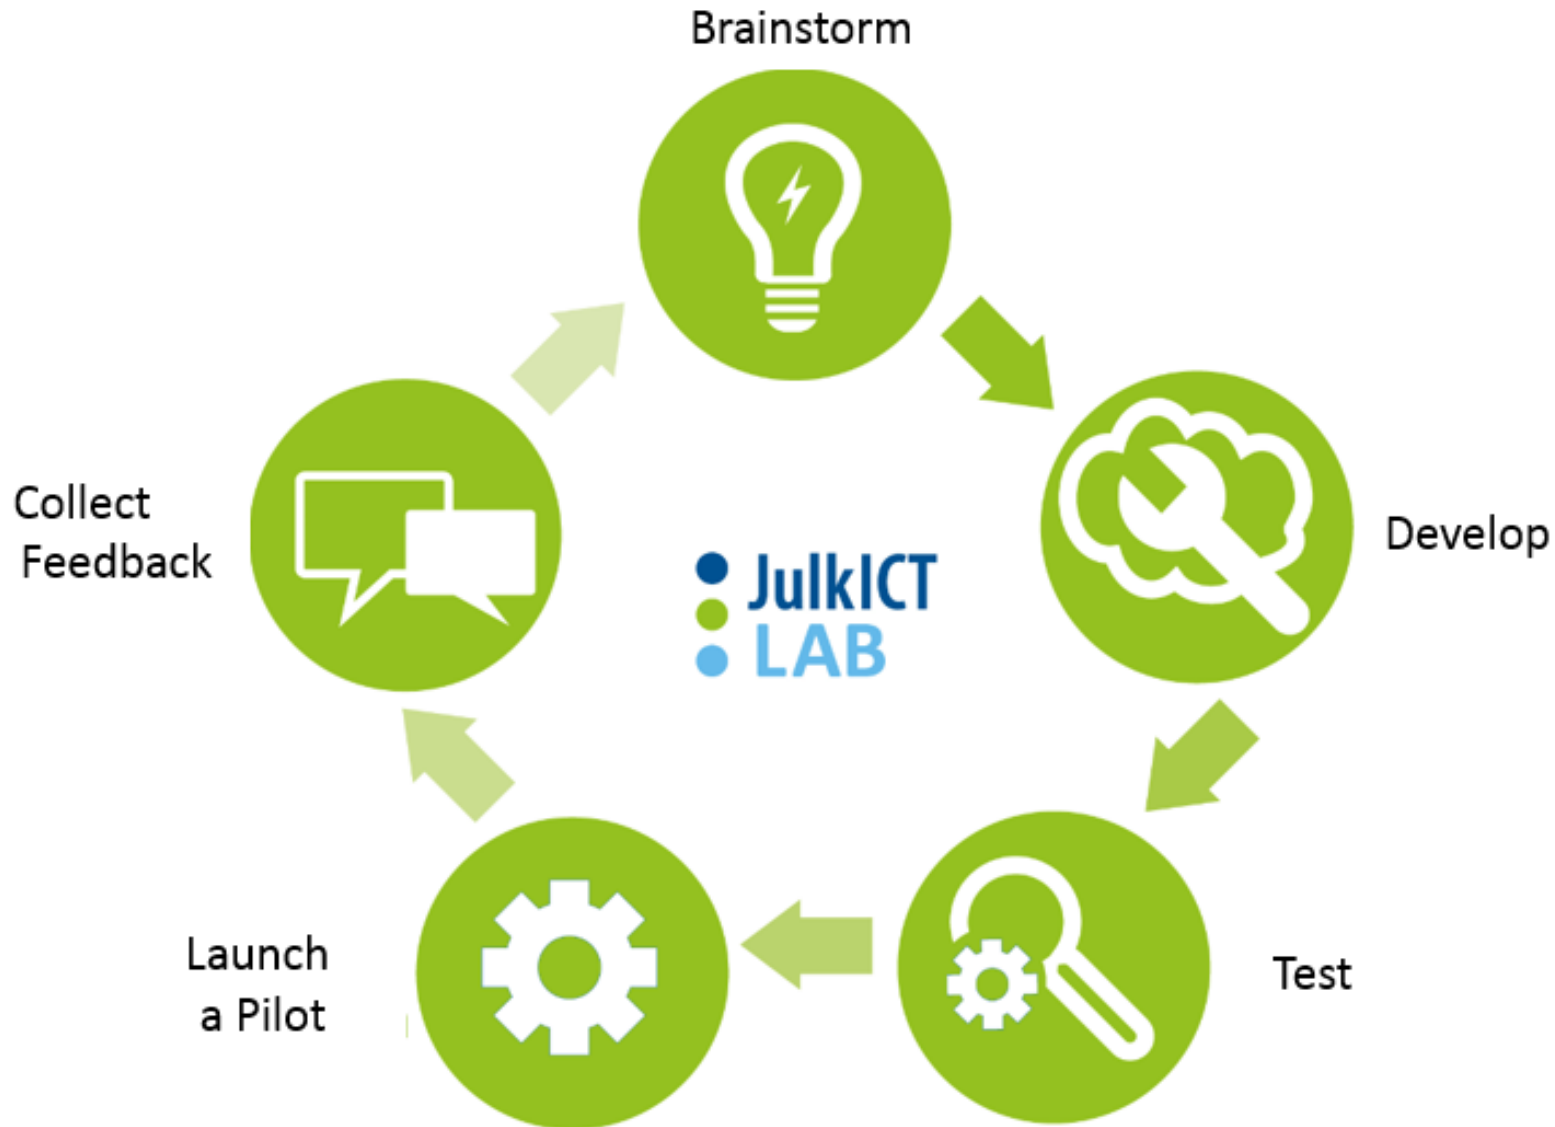 Brainstorm
Develop
Test
Launch
a Pilot
Collect
Feedback
JulkICT
LAB